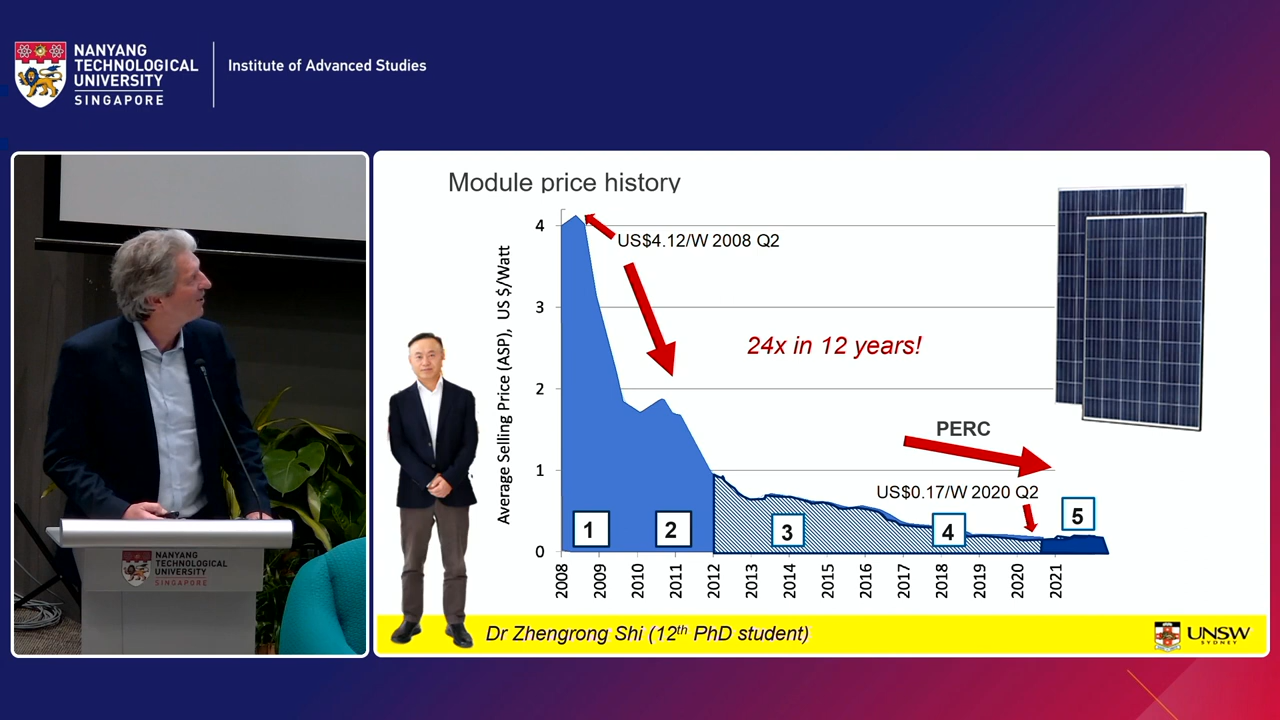 NANYANG
TECHNOLOGICAL
UNIVERSITY
SINGAPORE
Institute of Advanced Studies
NANYANG
TECHNOLOGICAL
UNIVERSITY
SINGAPORE
Module price history
Average Selling Price (ASP), US $/Watt
4
3
2
1
0
US$4.12/W 2008 Q2
24x in 12 years!
PERC
US$0.17/W 2020 Q2
1
2
3
4
5
2008
2009
2010
2011
2012
2013
2014
2015
2016
2017
2018
2019
2020
2021
Dr Zhengrong Shi (12th PhD student)
UNSW
SYDNEY